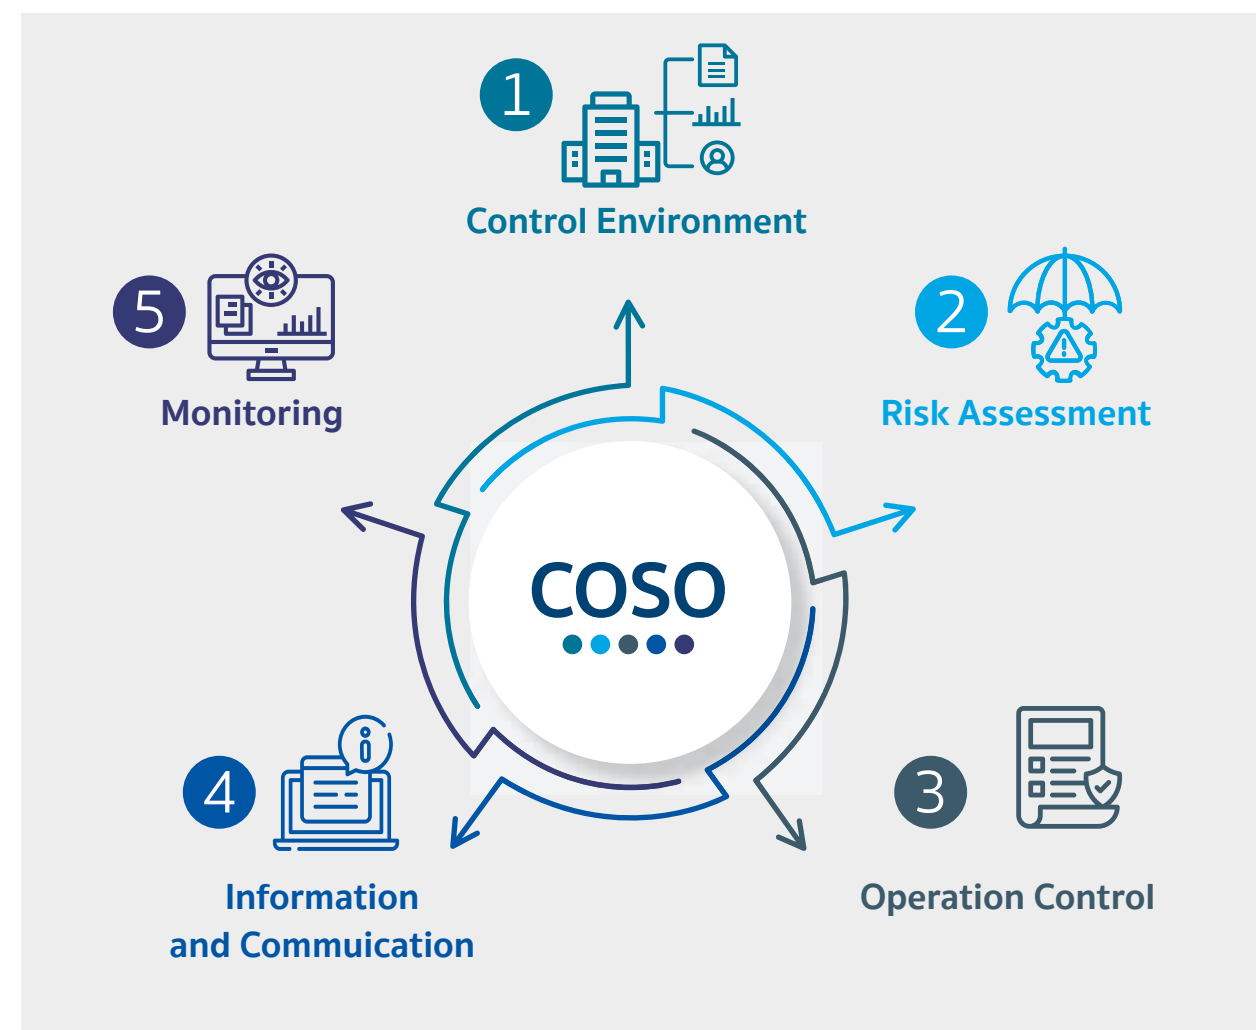 1
Control Environment
2
Risk Assessment
3
Operation Control
4
Information
and Commuication
5
Monitoring
COSO